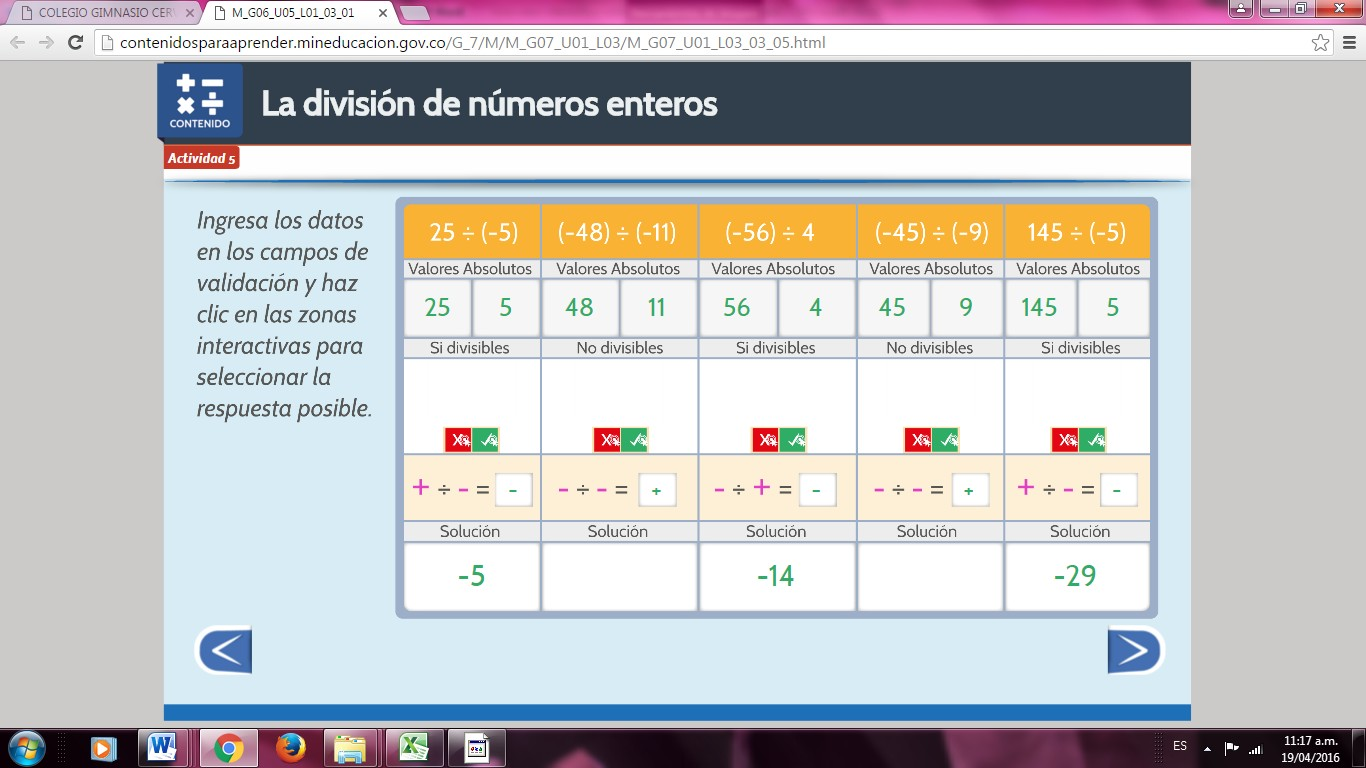 COLEGIO GIMNASIO CER
M_G06_U05_L01_03_01
contenidosparaaprender.mineducacion.gov.co/G_7/M/M_G07_U01_L03/M_G07_U01_L03_03_05.html
CONTENIDO
La división de números enteros
Actividad 5
Ingresa los datos
en los campos de
validación y haz
clic en las zonas
interactivas para
seleccionar la
respuesta posible.
25 ÷ (-5) (-48) ÷ (-11) (-56) ÷ 4 (-45) ÷ (-9) 145 ÷ (-5)
Valores Absolutos Valores Absolutos Valores Absolutos Valores Absolutos Valores Absolutos
25 5 48 11 56 4 45 9 145 5
Si divisibles No divisibles Si divisibles No divisibles Si divisibles
+ ÷ - = - - ÷ - = + - ÷ + = - - ÷ - = + + ÷ - = -
Solución Solución Solución Solución Solución
-5 -14 -29
ES
11:17 a.m.
19/04/2016